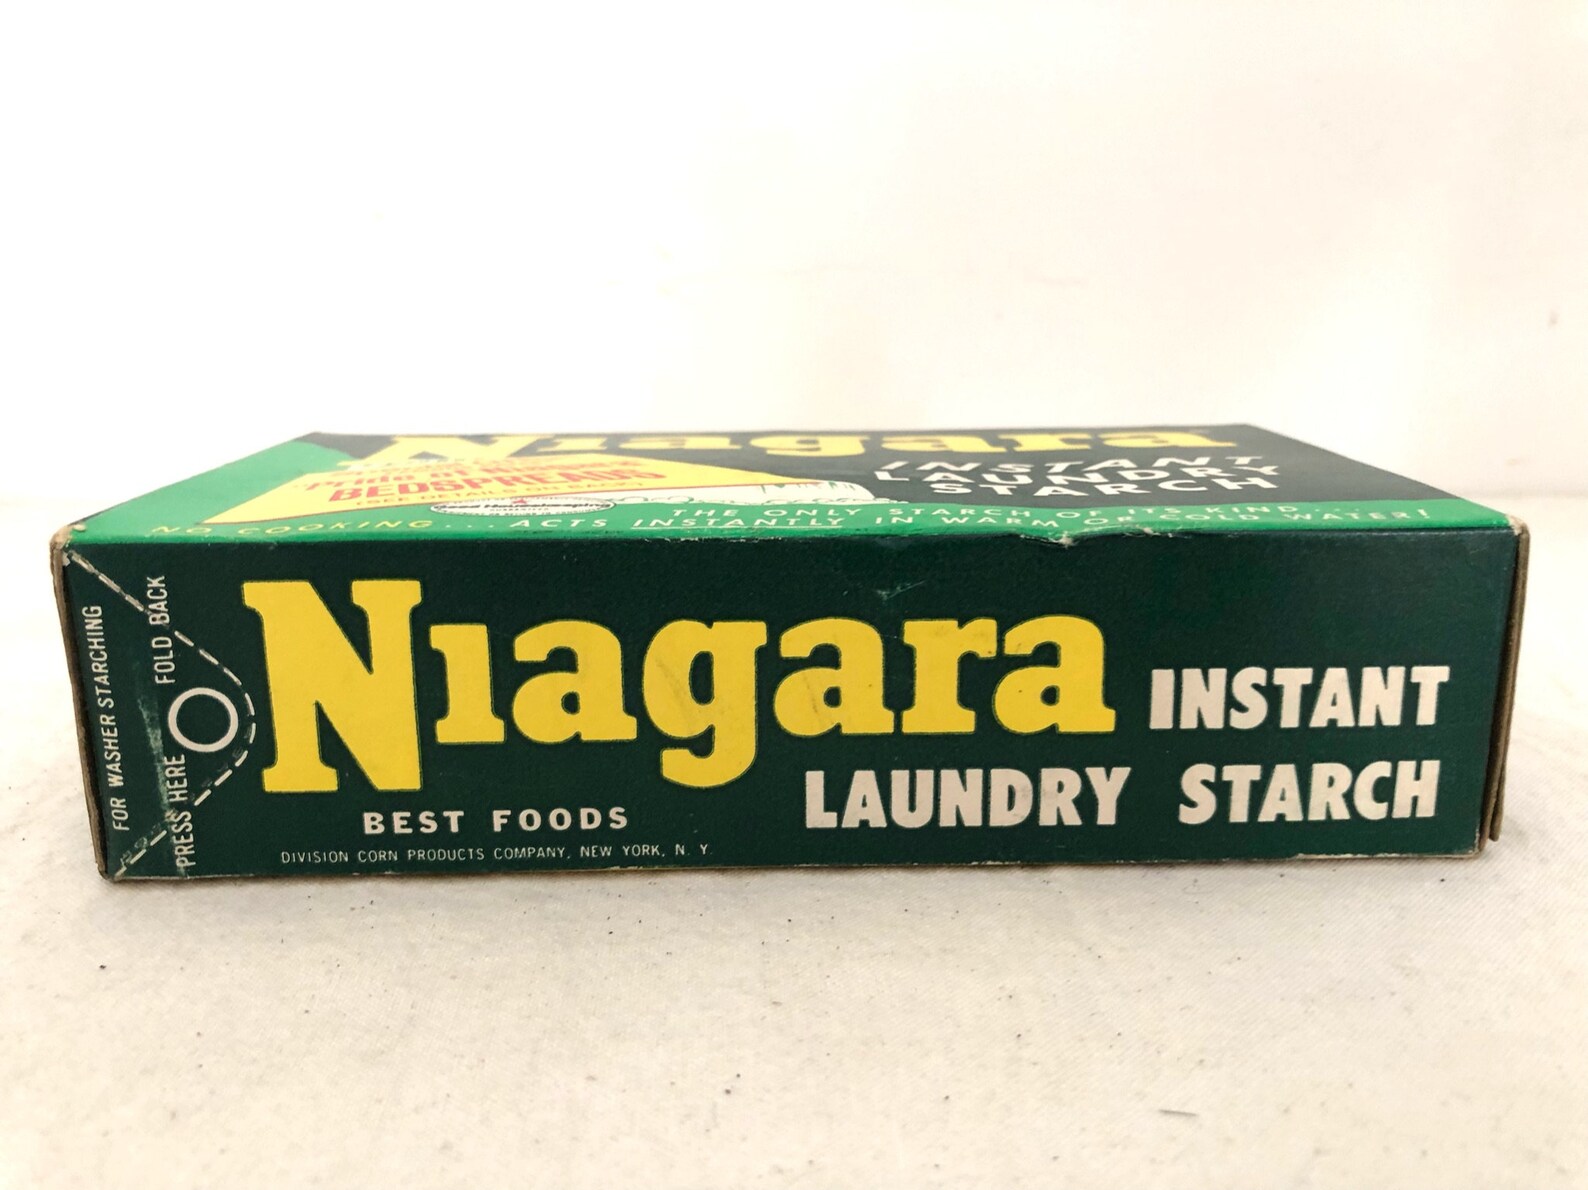 Niagara
INSTANT
LAUNDRY
STARCH
BEDSPREADS
THE ONLY STARCH OF ITS KIND...
NO COOKING... ACTS INSTANTLY IN WARM OR COLD WATER!
FOR WASHER STARCHING
PRESS HERE
FOLD BACK
Niagara
INSTANT
LAUNDRY STARCH
BEST FOODS
DIVISION CORN PRODUCTS COMPANY, NEW YORK, N. Y.